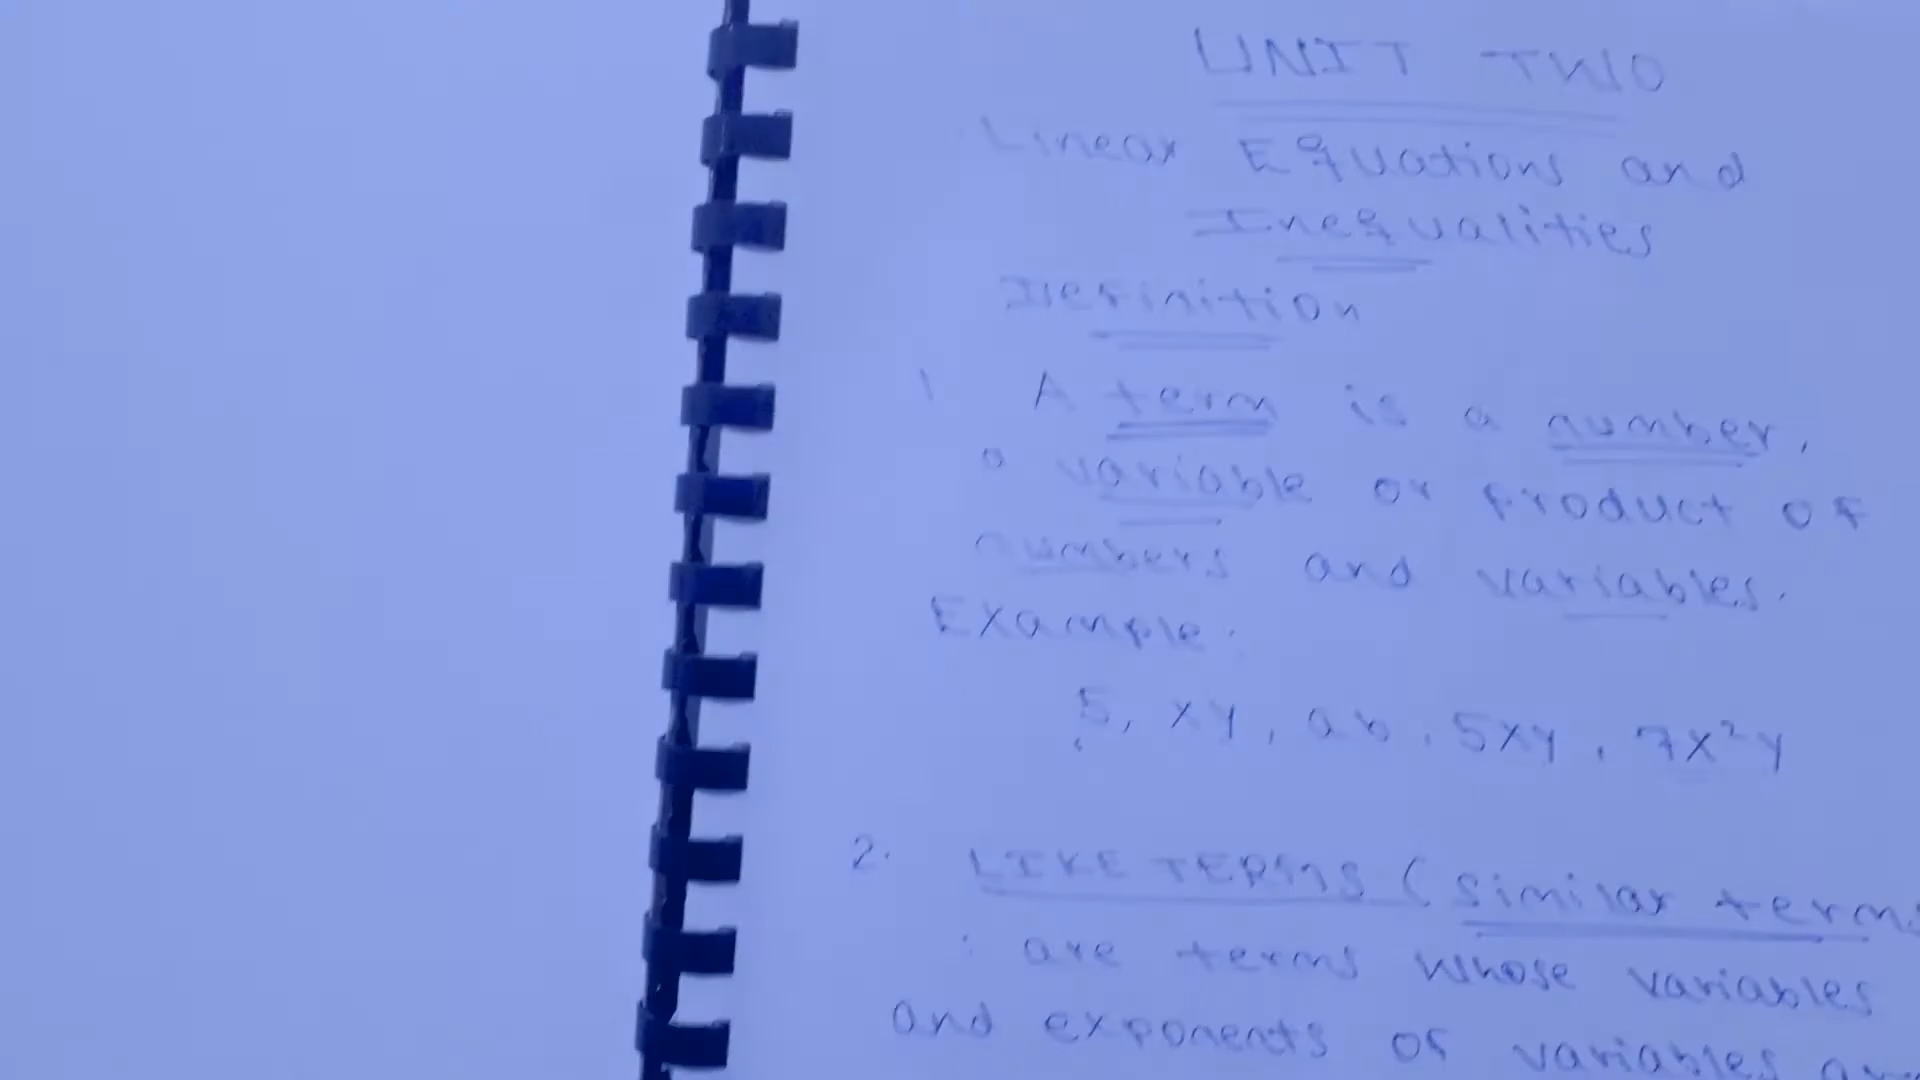 UNIT TWO
Linear Equations and
Inequalities
Definition
1 A term is a number,
a variable or product of
numbers and variables.
Example:
5, xy, ab, 5xy, 7x²y
2. LIKE TERMS (similar terms
: are terms whose variables
and exponents of variables